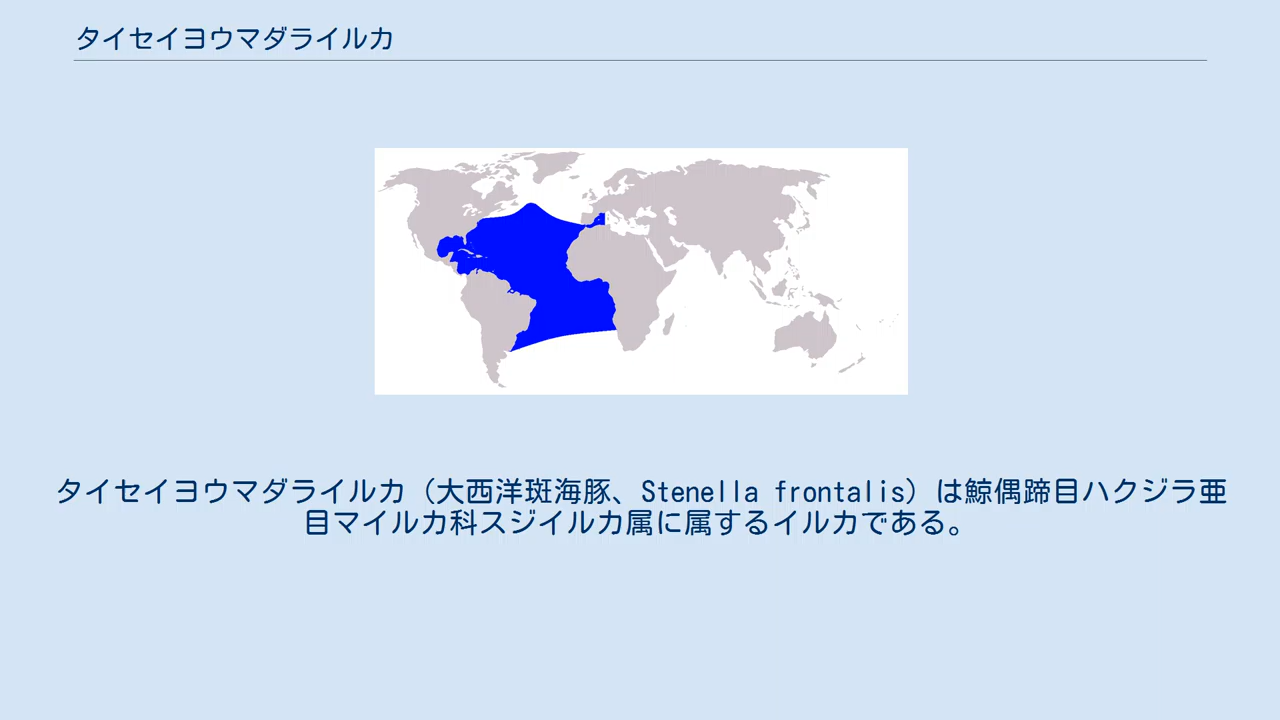 タイセイヨウマダライルカ
タイセイヨウマダライルカ（大西洋斑海豚、Stenella frontalis）は鯨偶蹄目ハクジラ亜
目マイルカ科スジイルカ属に属するイルカである。